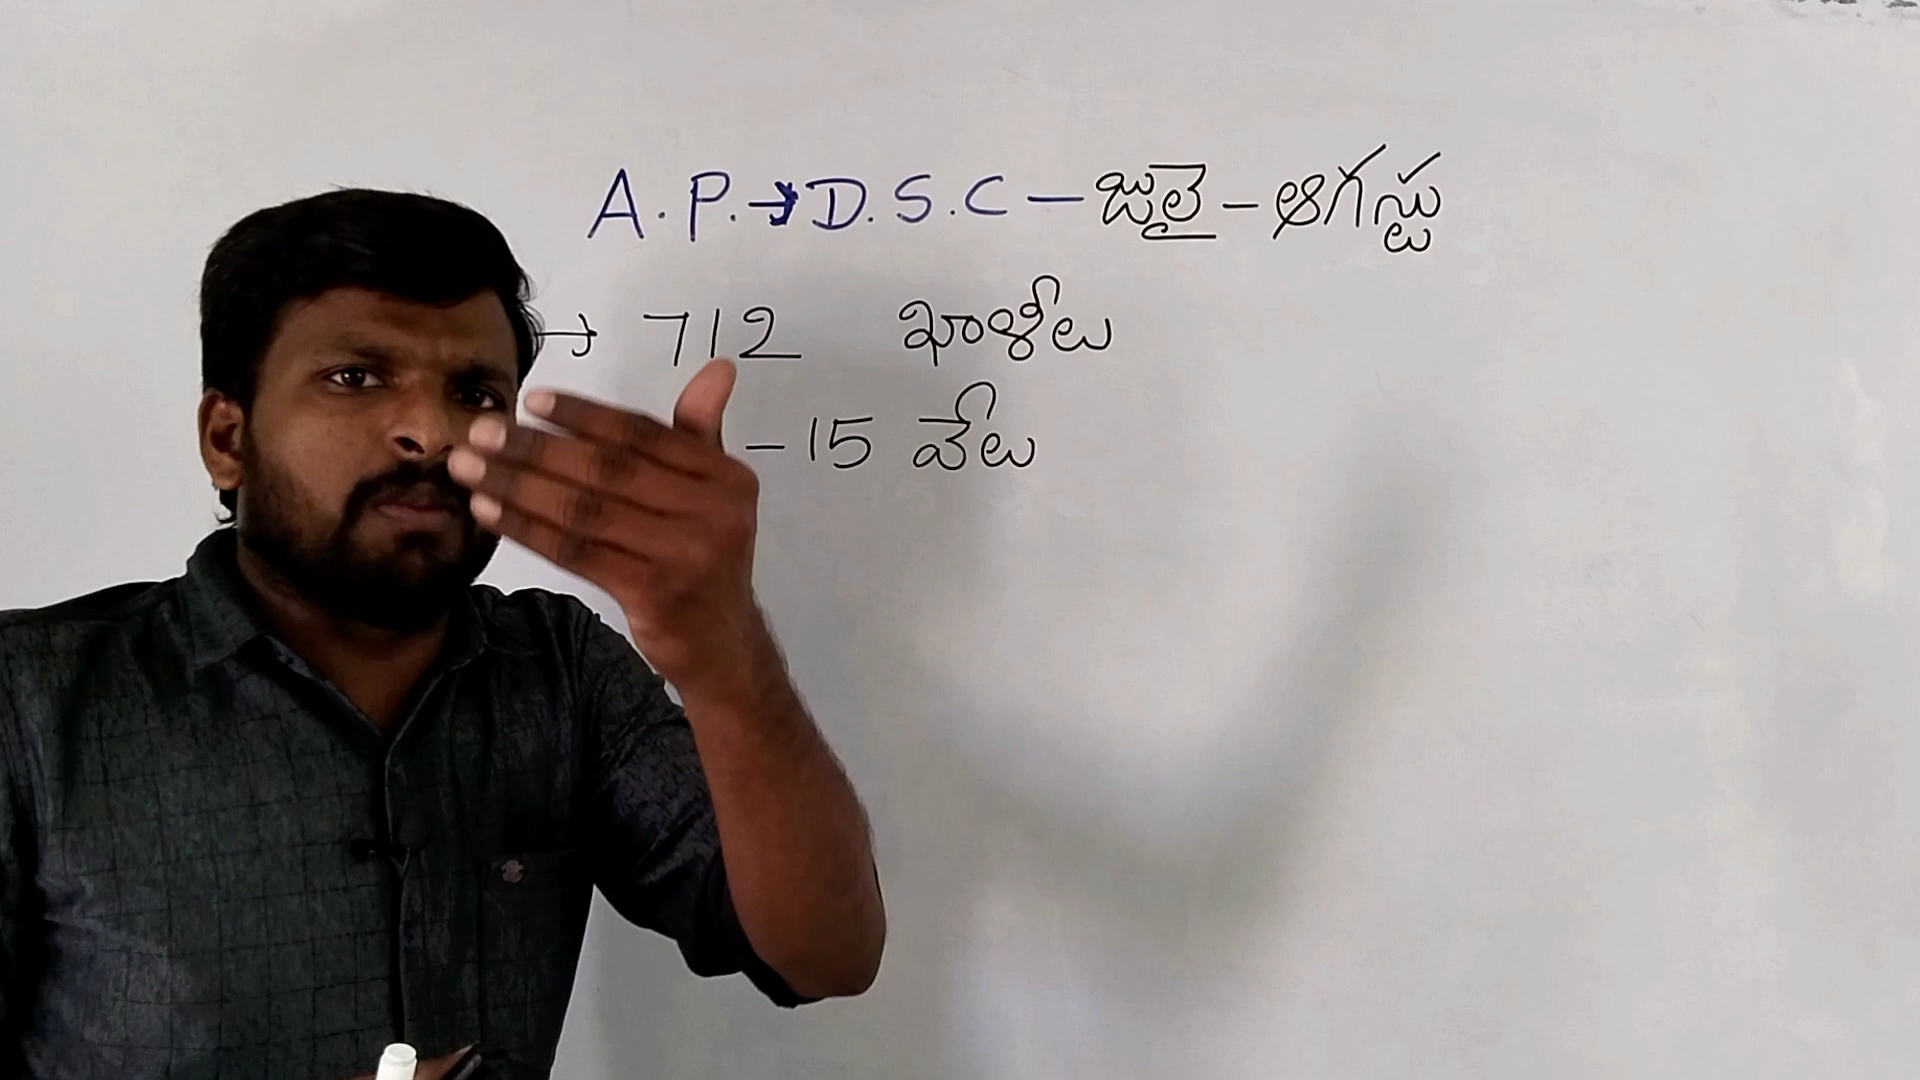 A.P. → D.S.C – జులై – ఆగస్టు
→ 712 ఖాళీలు
– 15 వేలు